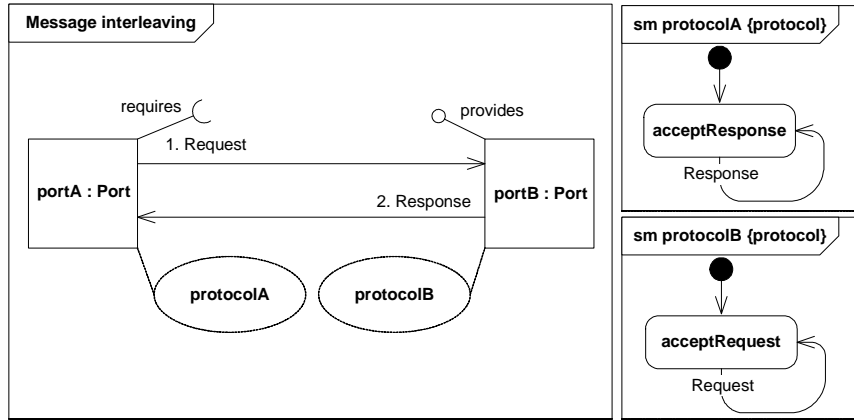 Message interleaving
requires
provides
1. Request
portA : Port
portB : Port
2. Response
protocolA
protocolB
sm protocolA {protocol}
acceptResponse
Response
sm protocolB {protocol}
acceptRequest
Request